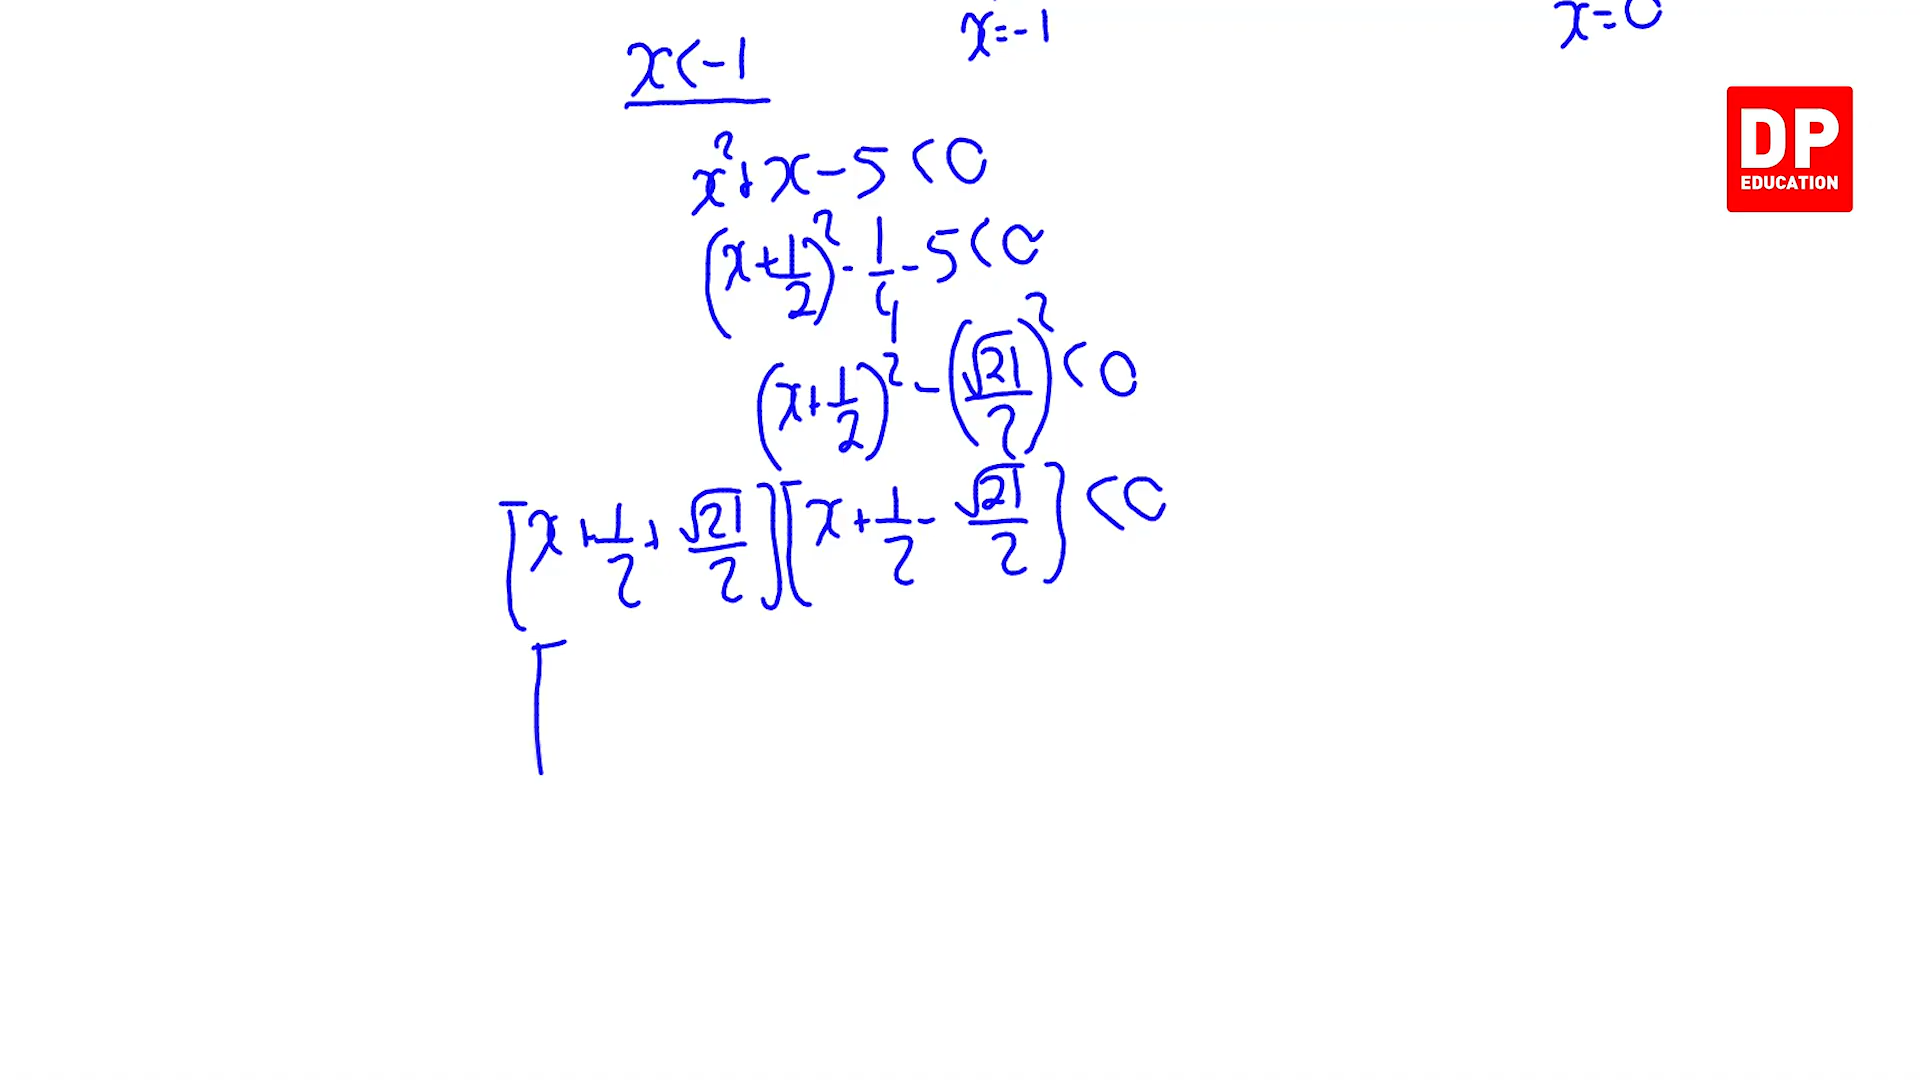 x=-1
x=0
x<-1
DP
EDUCATION
x²+x-5<0
(x+1/2)²-1/4-5<0
(x+1/2)²-(√21/2)²<0
[x+1/2+√21/2][x+1/2-√21/2]<0
[